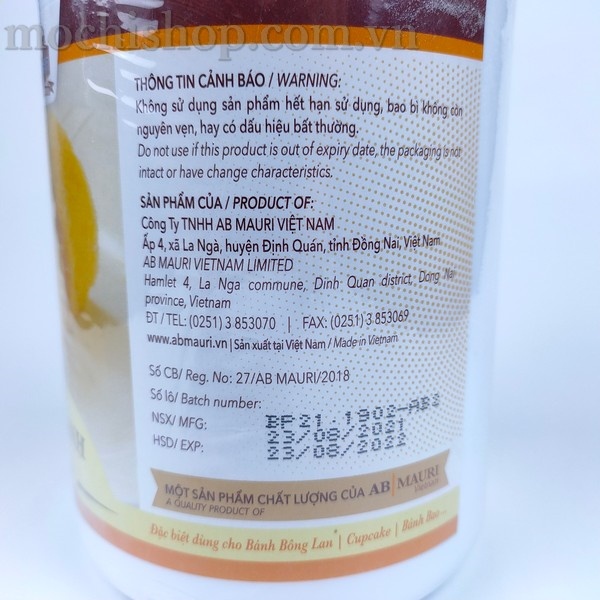 mochishop.com.vn
THÔNG TIN CẢNH BÁO / WARNING:
Không sử dụng sản phẩm hết hạn sử dụng, bao bì không còn
nguyên vẹn, hay có dấu hiệu bất thường.
Do not use if this product is out of expiry date, the packaging is not
intact or have change characteristics.
SẢN PHẨM CỦA / PRODUCT OF:
Công Ty TNHH AB MAURI VIỆT NAM
Ấp 4, xã La Ngà, huyện Định Quán, tỉnh Đồng Nai, Việt Nam
AB MAURI VIETNAM LIMITED
Hamlet 4, La Nga commune, Dinh Quan district, Dong Nai
province, Vietnam
ĐT / TEL: (0251) 3 853070 | FAX: (0251) 3 853069
www.abmauri.vn | Sản xuất tại Việt Nam / Made in Vietnam
Số CB/ Reg. No: 27/AB MAURI/2018
Số lô/ Batch number:
NSX/ MFG: BP21.1902-AB2
23/08/2021
HSD/ EXP: 23/08/2022
MỘT SẢN PHẨM CHẤT LƯỢNG CỦA AB MAURI
A QUALITY PRODUCT OF Vietnam
Đặc biệt dùng cho Bánh Bông Lan* | Cupcake | Bánh Bao...